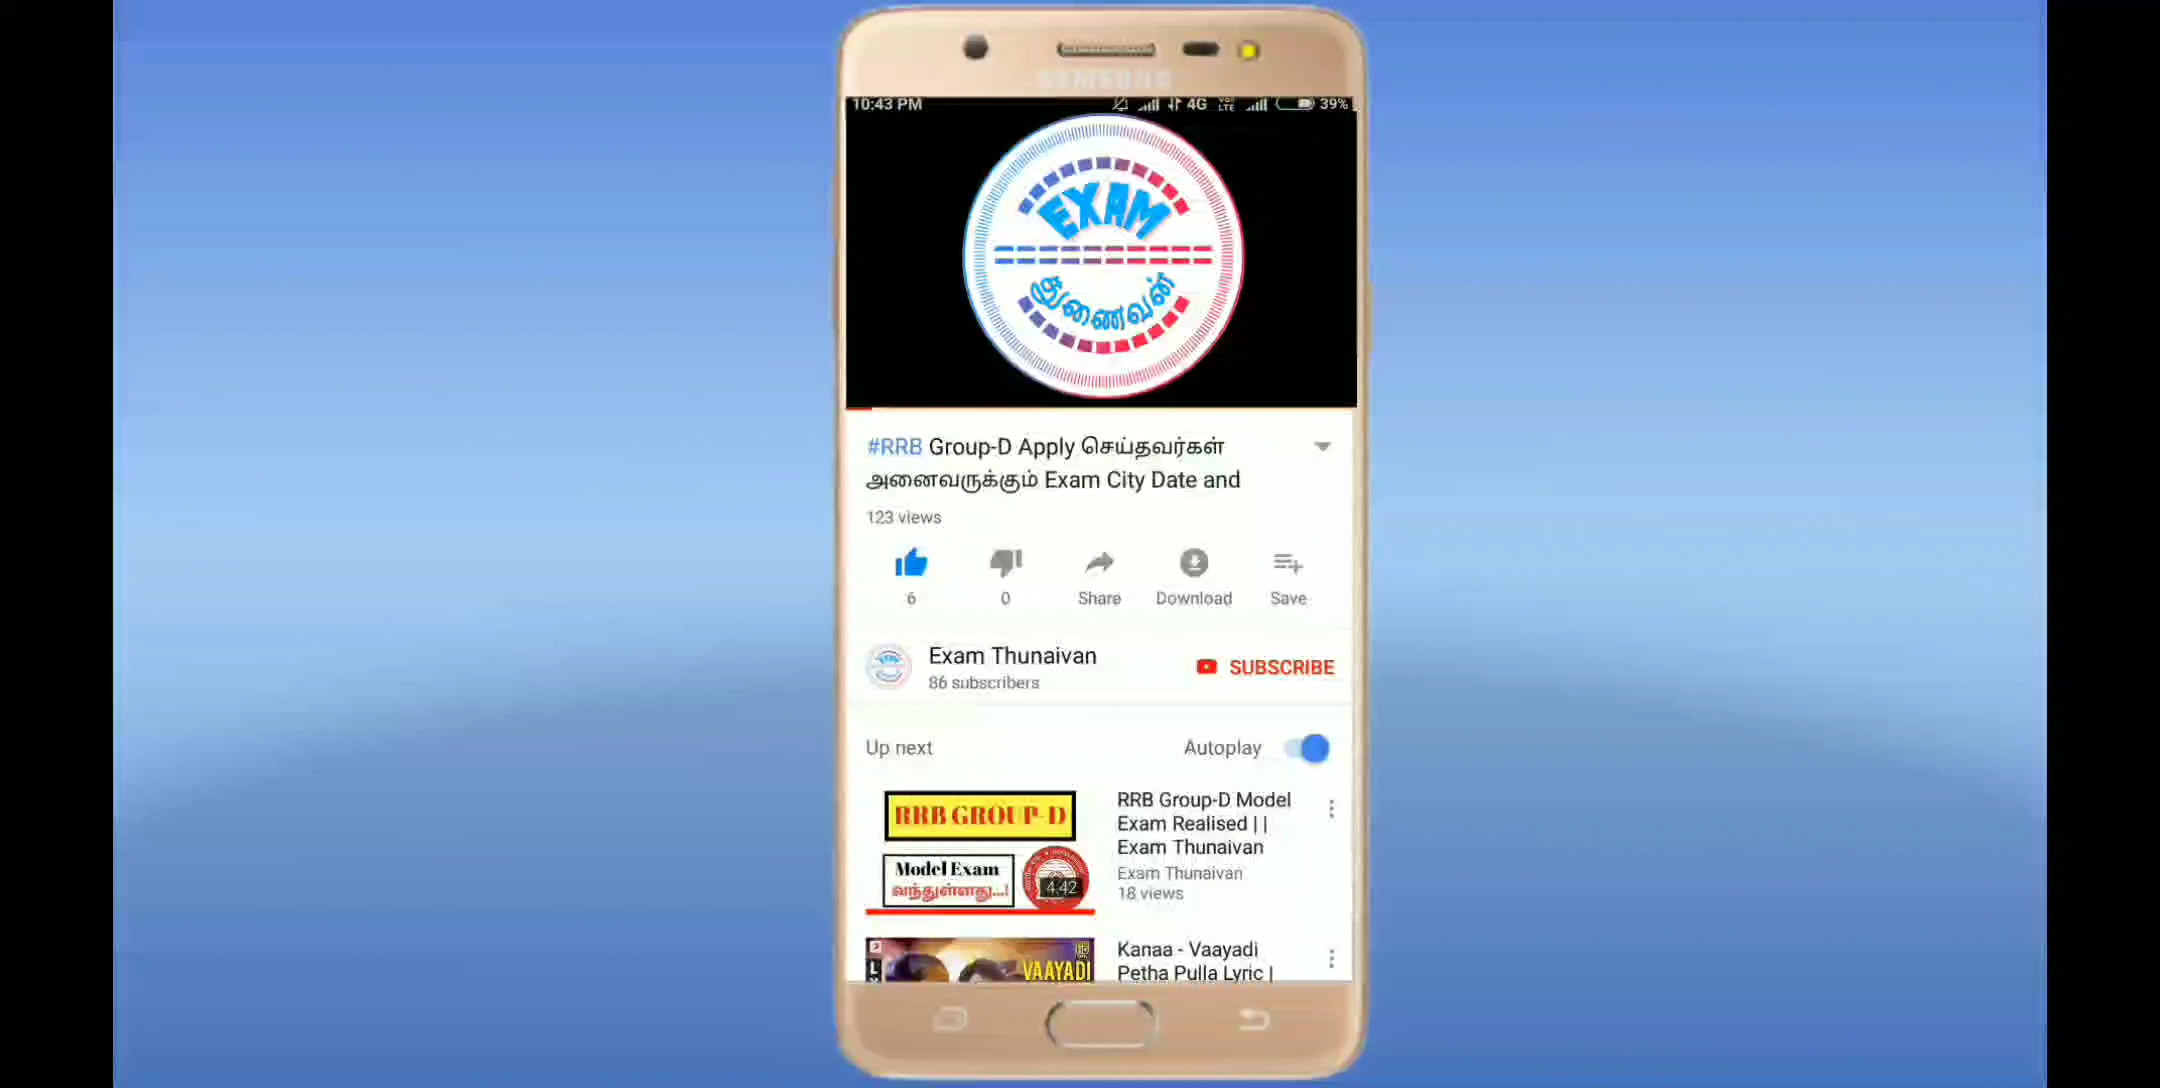 SAMSUNG
10:43 PM 4G VoLTE 39%
EXAM
துணைவன்
#RRB Group-D Apply செய்தவர்கள்
அனைவருக்கும் Exam City Date and
123 views
6 0 Share Download Save
Exam Thunaivan
86 subscribers
SUBSCRIBE
Up next Autoplay
RRB GROUP-D
Model Exam
வந்துள்ளது...!
4:42
RRB Group-D Model
Exam Realised ||
Exam Thunaivan
Exam Thunaivan
18 views
VAAYADI
Kanaa - Vaayadi
Petha Pulla Lyric |